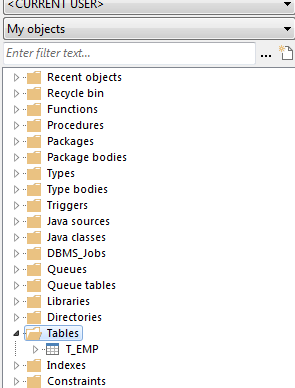 <CURRENT USER>
My objects
Enter filter text...
...
Recent objects
Recycle bin
Functions
Procedures
Packages
Package bodies
Types
Type bodies
Triggers
Java sources
Java classes
DBMS_Jobs
Queues
Queue tables
Libraries
Directories
Tables
T_EMP
Indexes
Constraints